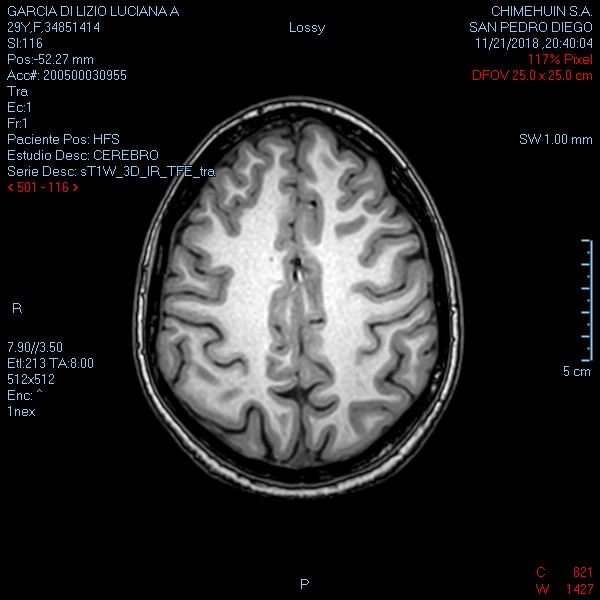 GARCIA DI LIZIO LUCIANA A
29Y,F,34851414
Sl:116
Pos:-52.27 mm
Acc#: 200500030955
Tra
Ec:1
Fr:1
Paciente Pos: HFS
Estudio Desc: CEREBRO
Serie Desc: sT1W_3D_IR_TFE_tra
< 501 - 116 >
Lossy
CHIMEHUIN S.A.
SAN PEDRO DIEGO
11/21/2018 ,20:40:04
117% Pixel
DFOV 25.0 x 25.0 cm
SW 1.00 mm
R
7.90//3.50
Etl:213 TA:8.00
512x512
Enc: ^
1nex
5 cm
P
C 821
W 1427